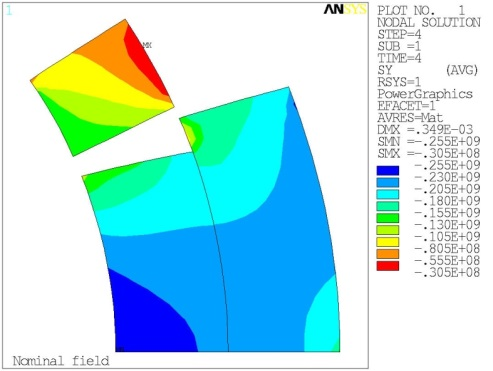 1
ANSYS
MX
Nominal field
PLOT NO. 1
NODAL SOLUTION
STEP=4
SUB =1
TIME=4
SY (AVG)
RSYS=1
PowerGraphics
EFACET=1
AVRES=Mat
DMX =.349E-03
SMN =-.255E+09
SMX =-.305E+08
-.255E+09
-.230E+09
-.205E+09
-.180E+09
-.155E+09
-.130E+09
-.105E+09
-.805E+08
-.555E+08
-.305E+08